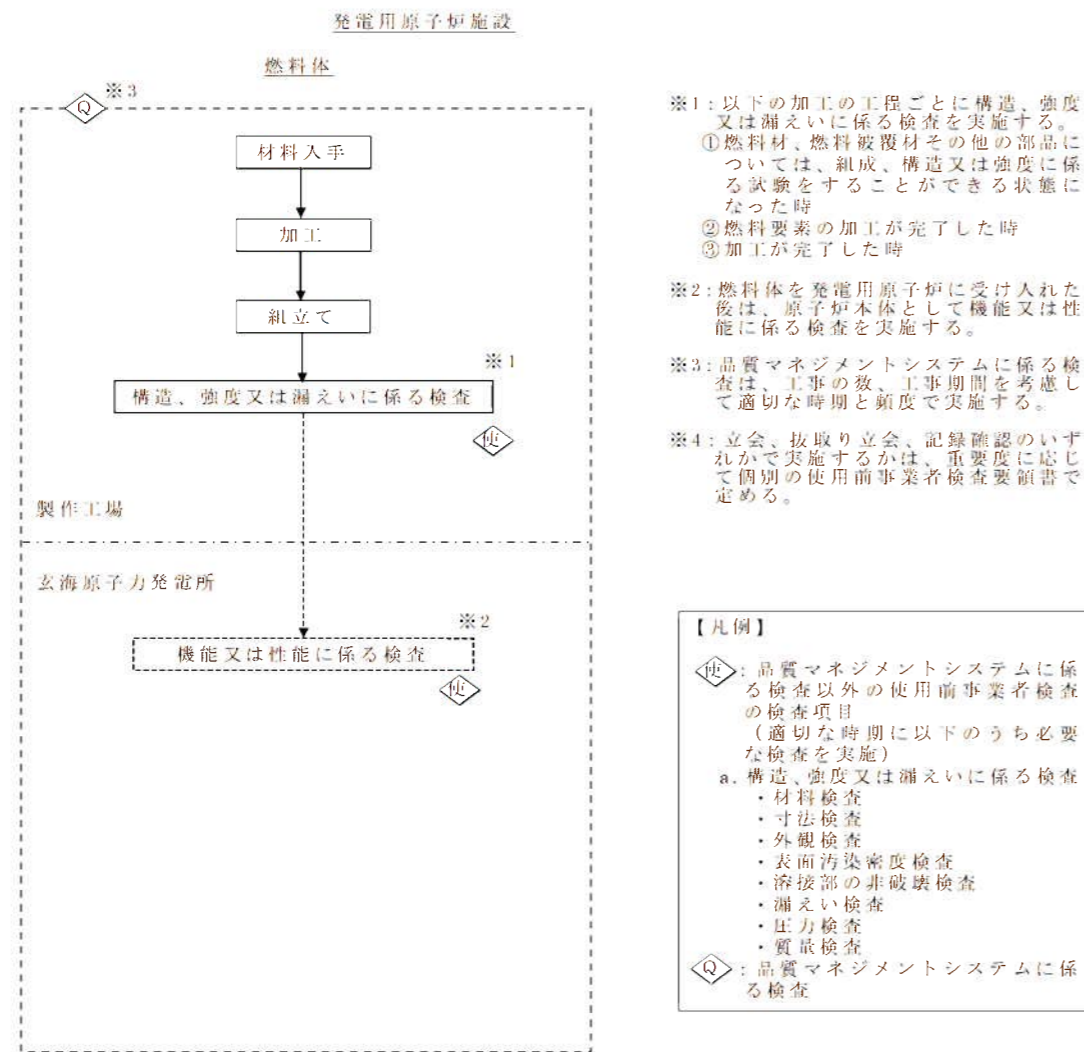 発電用原子炉施設
燃料体
Q
※3
材料入手
加工
組立て
※1
構造、強度又は漏えいに係る検査
使
製作工場
玄海原子力発電所
※2
機能又は性能に係る検査
使
※1:以下の加工の工程ごとに構造、強度
又は漏えいに係る検査を実施する。
①燃料材、燃料被覆材その他の部品に
ついては、組成、構造又は強度に係
る試験をすることができる状態に
なった時
②燃料要素の加工が完了した時
③加工が完了した時
※2:燃料体を発電用原子炉に受け入れた
後は、原子炉本体として機能又は性
能に係る検査を実施する。
※3:品質マネジメントシステムに係る検
査は、工事の数、工事期間を考慮し
て適切な時期と頻度で実施する。
※4:立会、抜取り立会、記録確認のいず
れかで実施するかは、重要度に応じ
て個別の使用前事業者検査要領書で
定める。
【凡例】
使:品質マネジメントシステムに係
る検査以外の使用前事業者検査
の検査項目
(適切な時期に以下のうち必要
な検査を実施)
a.構造、強度又は漏えいに係る検査
・材料検査
・寸法検査
・外観検査
・表面汚染密度検査
・溶接部の非破壊検査
・漏えい検査
・圧力検査
・質量検査
Q:品質マネジメントシステムに係
る検査